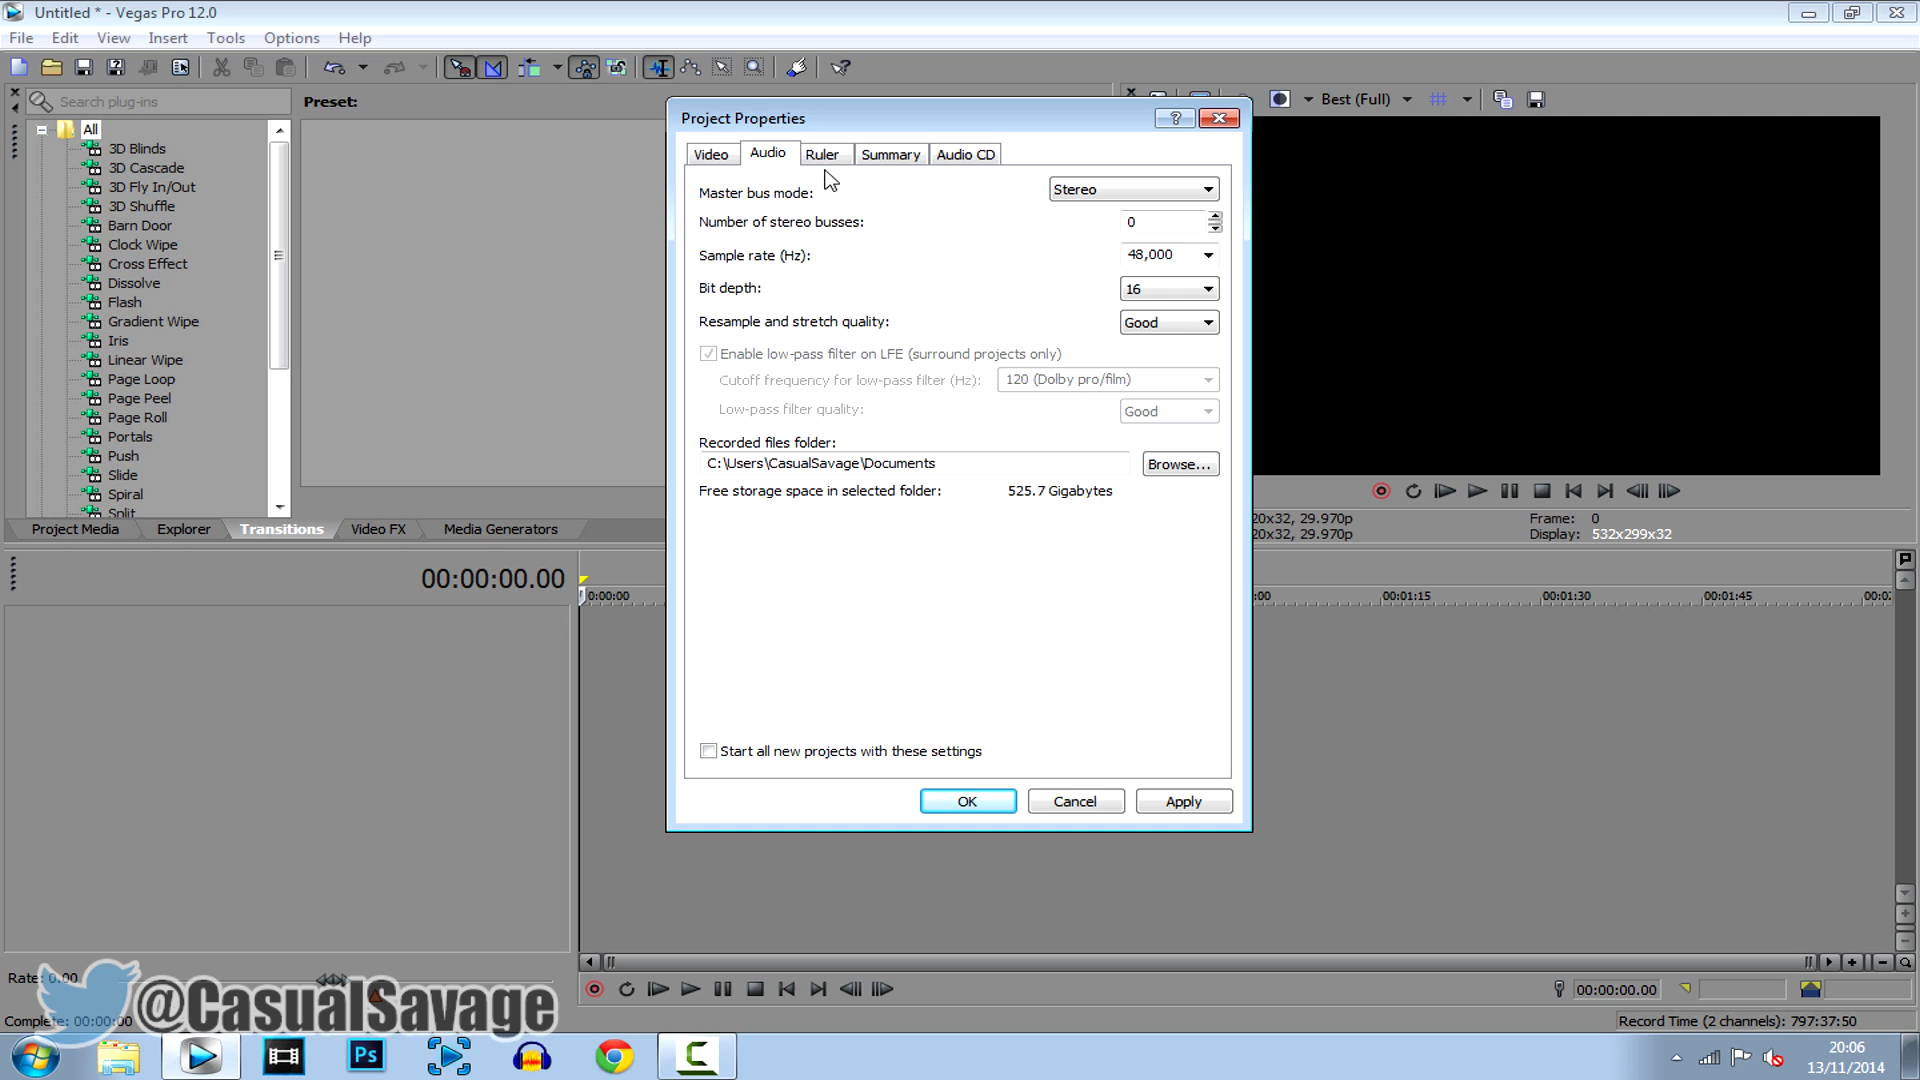 Untitled * - Vegas Pro 12.0
File Edit View Insert Tools Options Help
Search plug-ins
Preset:
Best (Full)
All
3D Blinds
3D Cascade
3D Fly In/Out
3D Shuffle
Barn Door
Clock Wipe
Cross Effect
Dissolve
Flash
Gradient Wipe
Iris
Linear Wipe
Page Loop
Page Peel
Page Roll
Portals
Push
Slide
Spiral
Split
Project Media Explorer Transitions Video FX Media Generators
Project Properties
Video Audio Ruler Summary Audio CD
Master bus mode: Stereo
Number of stereo busses: 0
Sample rate (Hz): 48,000
Bit depth: 16
Resample and stretch quality: Good
Enable low-pass filter on LFE (surround projects only)
Cutoff frequency for low-pass filter (Hz): 120 (Dolby pro/film)
Low-pass filter quality: Good
Recorded files folder:
C:\Users\CasualSavage\Documents Browse...
Free storage space in selected folder: 525.7 Gigabytes
Start all new projects with these settings
OK Cancel Apply
20x32, 29.970p Frame: 0
20x32, 29.970p Display: 532x299x32
00:00:00.00
0:00:00 :00 00:01:15 00:01:30 00:01:45 00:02
Rate: 0.00
@CasualSavage
Complete: 00:00:00
00:00:00.00
Record Time (2 channels): 797:37:50
Ps
20:06
13/11/2014